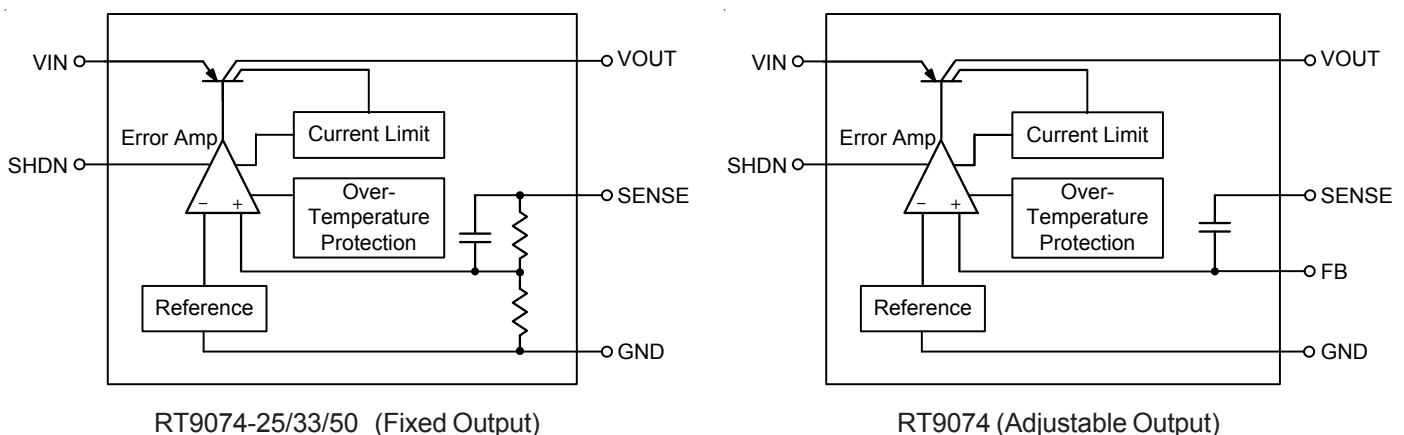 VIN
VOUT
Error Amp
Current Limit
SHDN
Over-
Temperature
Protection
SENSE
− +
Reference
GND
RT9074-25/33/50 (Fixed Output)
VIN
VOUT
Error Amp
Current Limit
SHDN
Over-
Temperature
Protection
SENSE
− +
FB
Reference
GND
RT9074 (Adjustable Output)